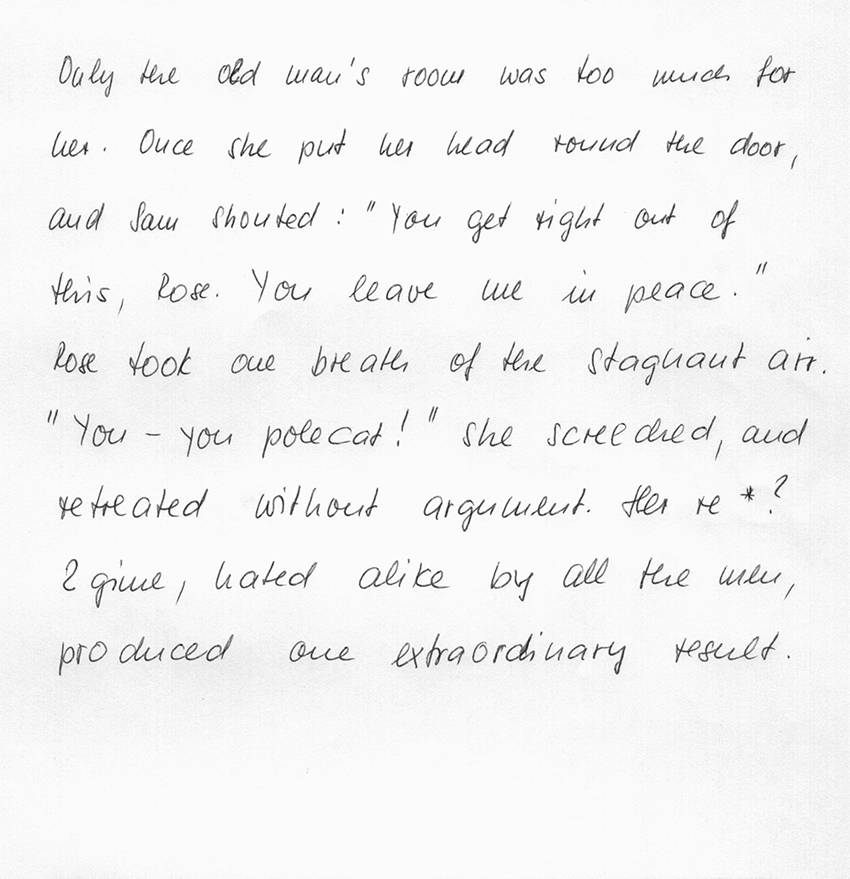 Only the old man's room was too much for
her. Once she put her head round the door,
and Sam shouted: "You get right out of
this, Rose. You leave me in peace."
Rose took one breath of the stagnant air.
"You - you polecat!" she screeched, and
retreated without argument. Her re *?
2 gime, hated alike by all the men,
produced one extraordinary result.